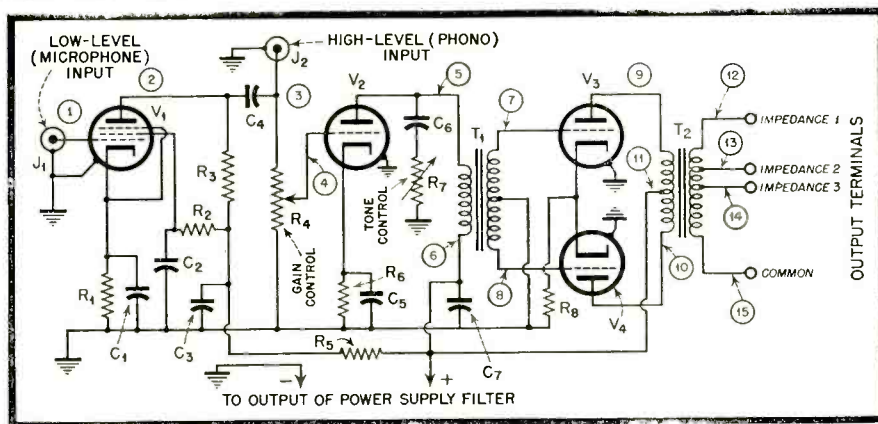 LOW-LEVEL
(MICROPHONE)
INPUT
HIGH-LEVEL (PHONO)
INPUT
J2
1
2
3
4
5
6
7
8
9
10
11
12
13
14
15
J1
V1
V2
V3
V4
C4
C6
T1
T2
R3
R4
R7
R2
C2
R1
C1
C3
R6
C5
R8
R5
C7
GAIN
CONTROL
TONE
CONTROL
IMPEDANCE 1
IMPEDANCE 2
IMPEDANCE 3
COMMON
OUTPUT TERMINALS
− +
TO OUTPUT OF POWER SUPPLY FILTER